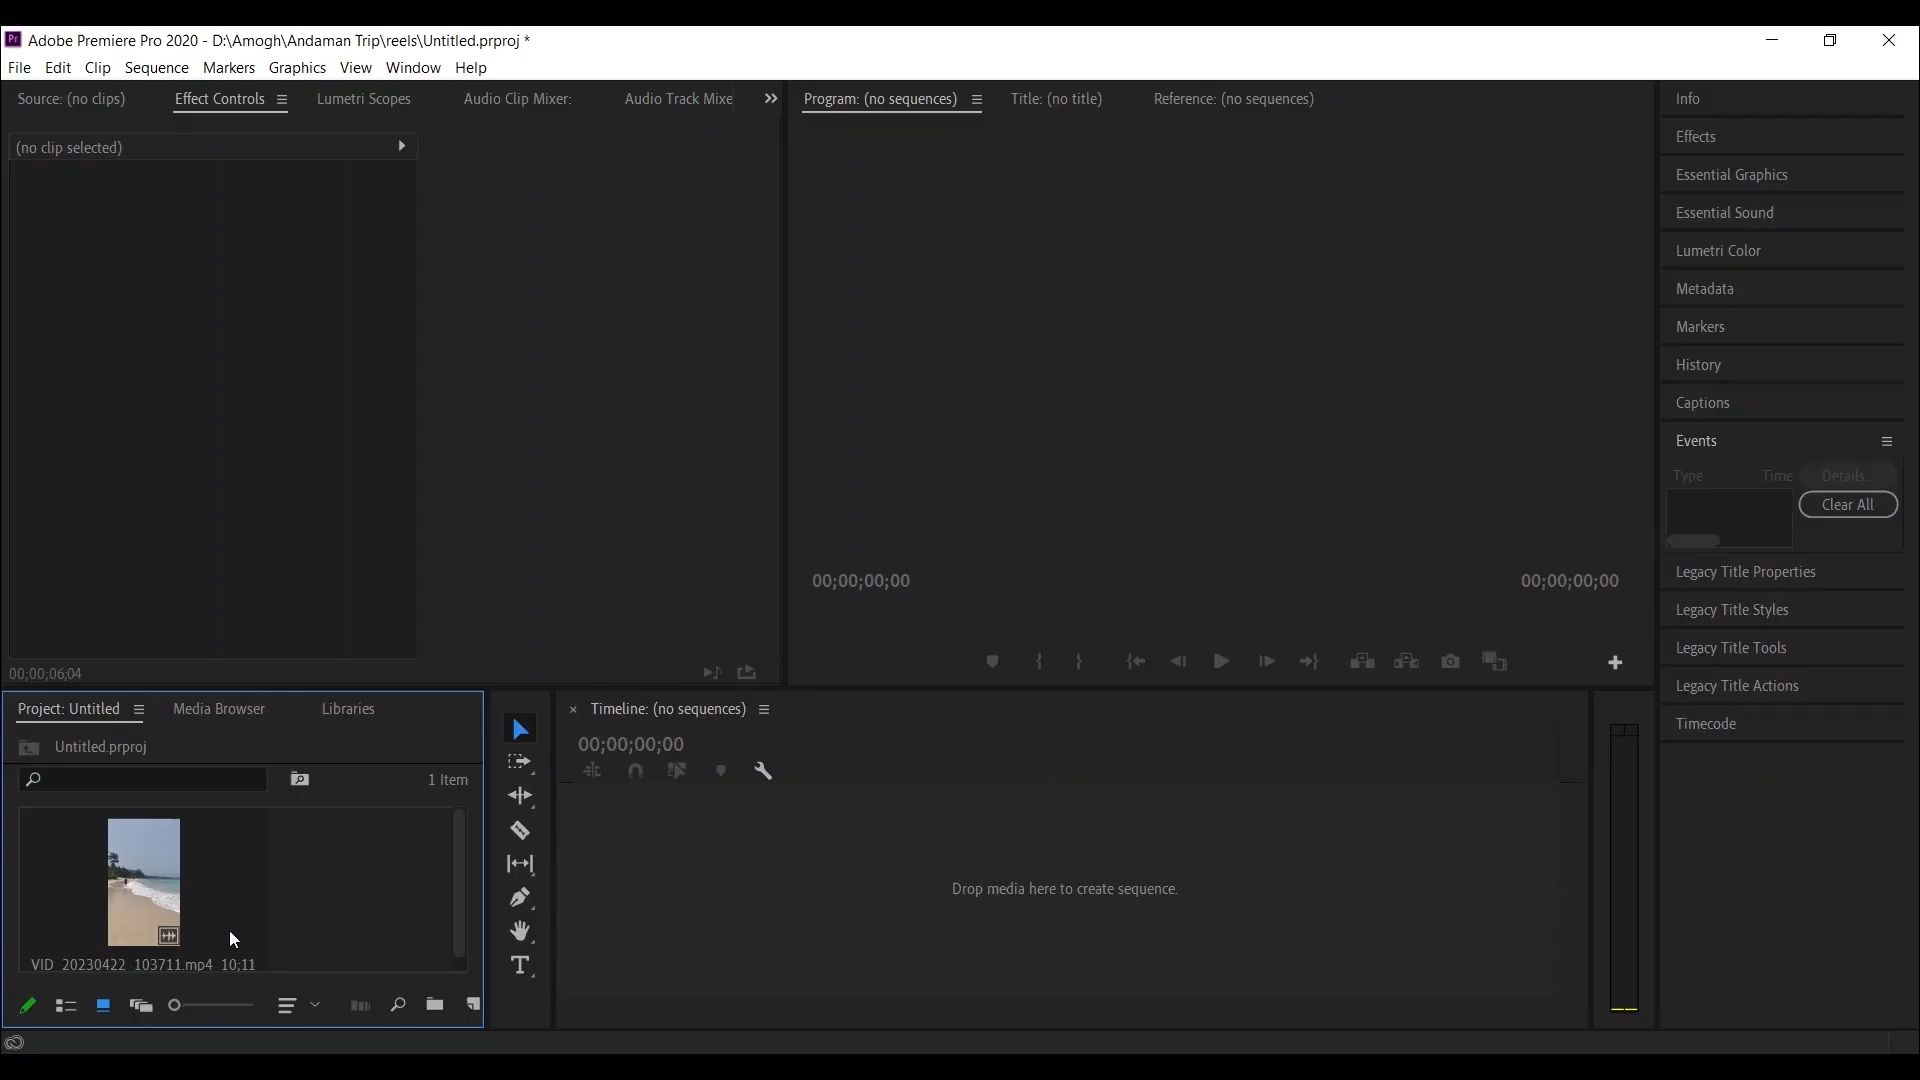 Adobe Premiere Pro 2020 - D:\Amogh\Andaman Trip\reels\Untitled.prproj *
File Edit Clip Sequence Markers Graphics View Window Help
Source: (no clips) Effect Controls Lumetri Scopes Audio Clip Mixer: Audio Track Mixe
(no clip selected)
00;00;06;04
Program: (no sequences) Title: (no title) Reference: (no sequences)
00;00;00;00 00;00;00;00
Info
Effects
Essential Graphics
Essential Sound
Lumetri Color
Metadata
Markers
History
Captions
Events
Type Time Details...
Clear All
Legacy Title Properties
Legacy Title Styles
Legacy Title Tools
Legacy Title Actions
Timecode
Project: Untitled Media Browser Libraries
Untitled.prproj
1 Item
VID_20230422_103711.mp4 10;11
Timeline: (no sequences)
00;00;00;00
Drop media here to create sequence.